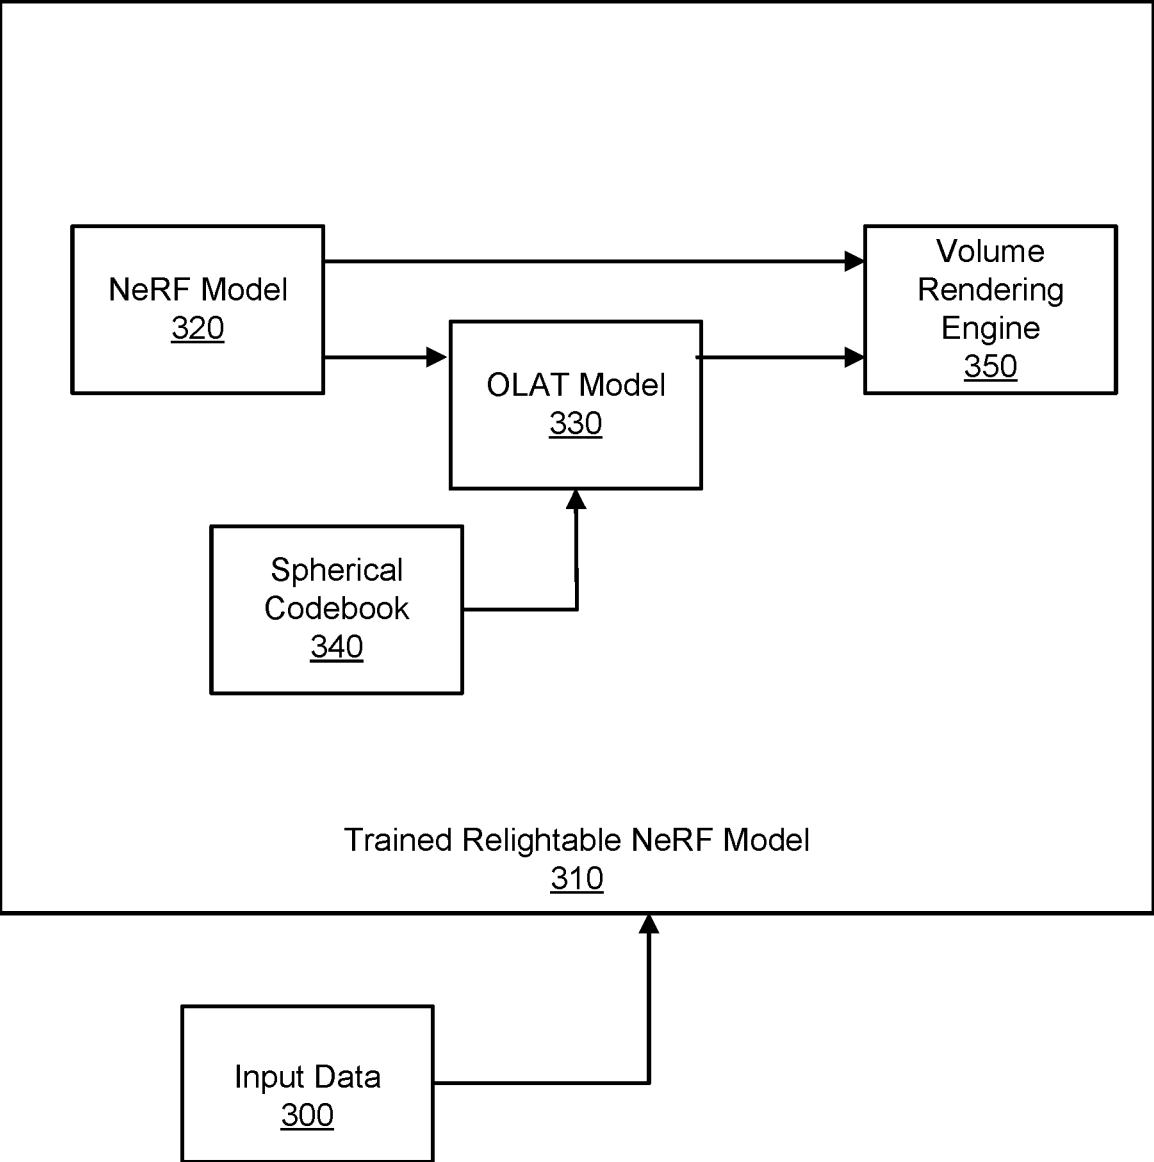 NeRF Model
320
Volume
Rendering
Engine
350
OLAT Model
330
Spherical
Codebook
340
Trained Relightable NeRF Model
310
Input Data
300